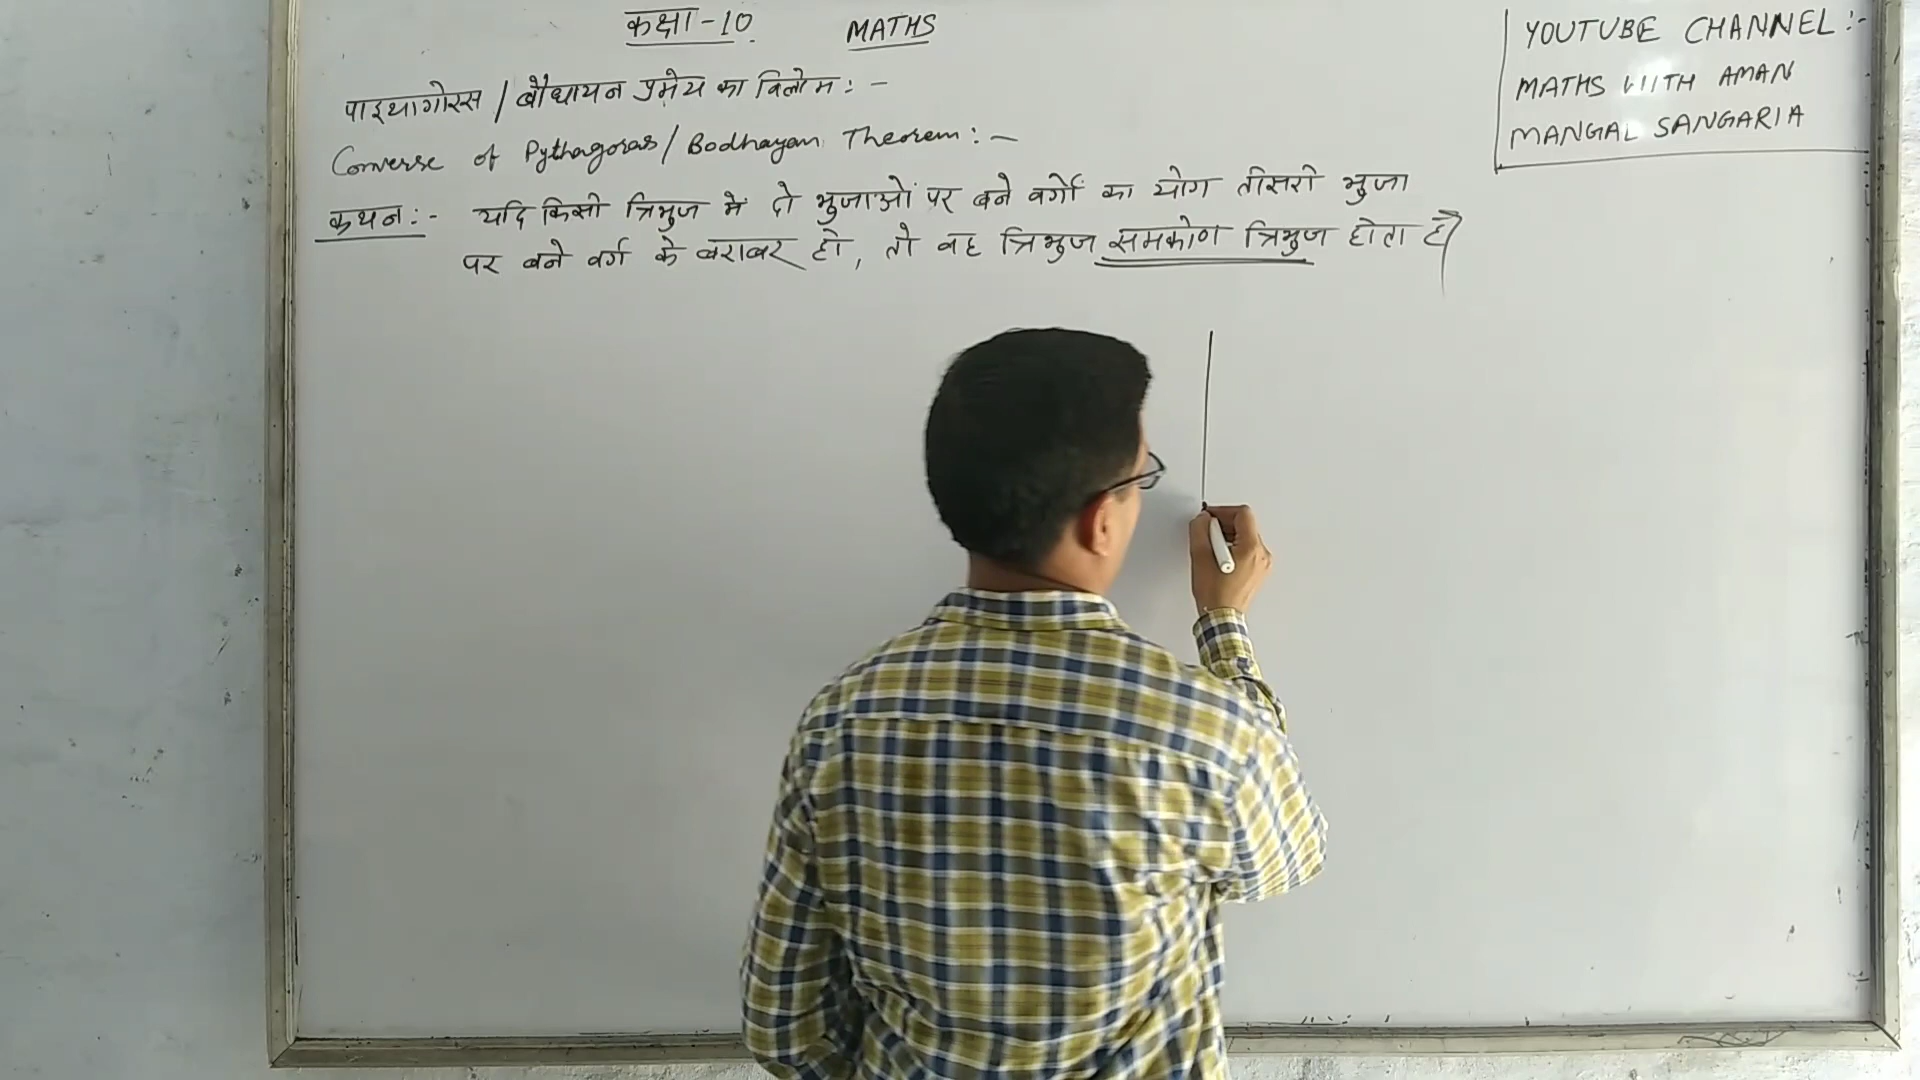 कक्षा-10 MATHS
पाइथागोरस / बौधायन प्रमेय का विलोम :-
Converse of Pythagoras / Bodhayan Theorem :-
कथन :- यदि किसी त्रिभुज में दो भुजाओं पर बने वर्गों का योग तीसरी भुजा
पर बने वर्ग के बराबर हो, तो वह त्रिभुज समकोण त्रिभुज होता है
YOUTUBE CHANNEL :-
MATHS WITH AMAN
MANGAL SANGARIA